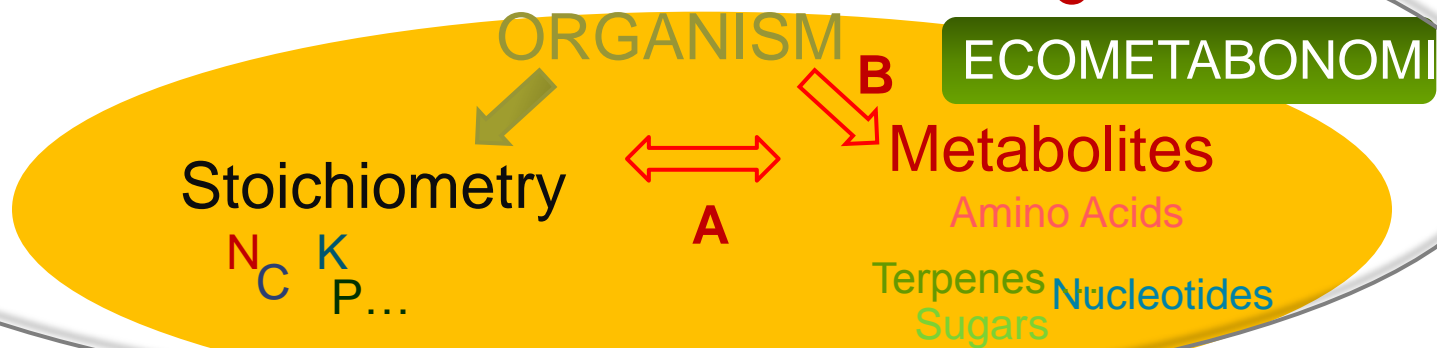 ORGANISM
ECOMETABONOMI
B
Metabolites
Stoichiometry
A
Amino Acids
N K
C P...
Terpenes Nucleotides
Sugars